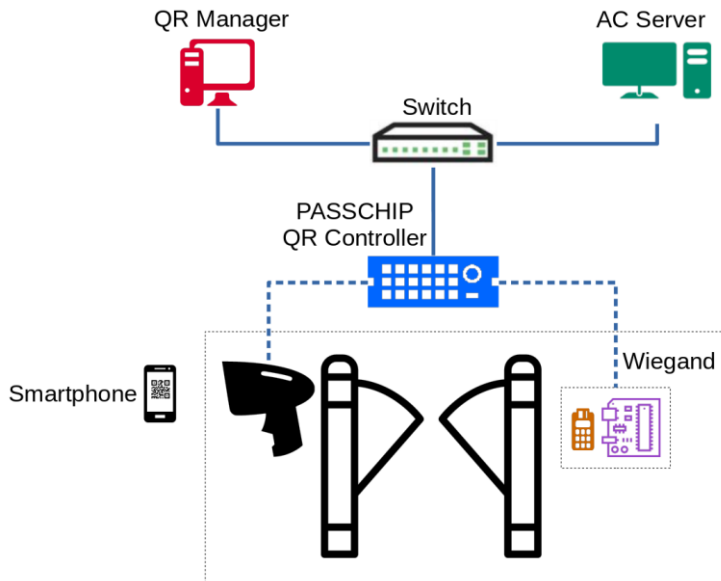 QR Manager
AC Server
Switch
PASSCHIP
QR Controller
Wiegand
Smartphone